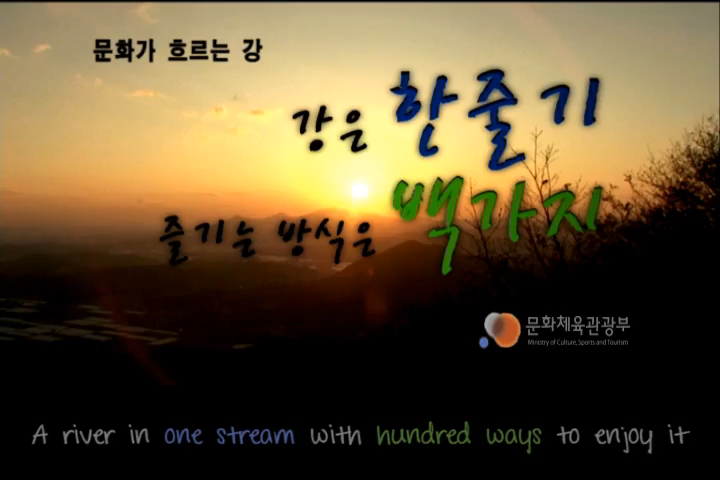 문화가 흐르는 강
강은 한줄기
즐기는 방식은 백가지
문화체육관광부
Ministry of Culture, Sports and Tourism
A river in one stream with hundred ways to enjoy it